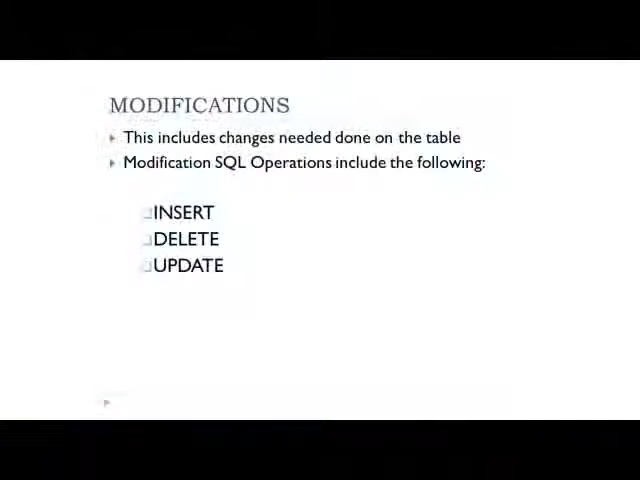 MODIFICATIONS
This includes changes needed done on the table
Modification SQL Operations include the following:
INSERT
DELETE
UPDATE